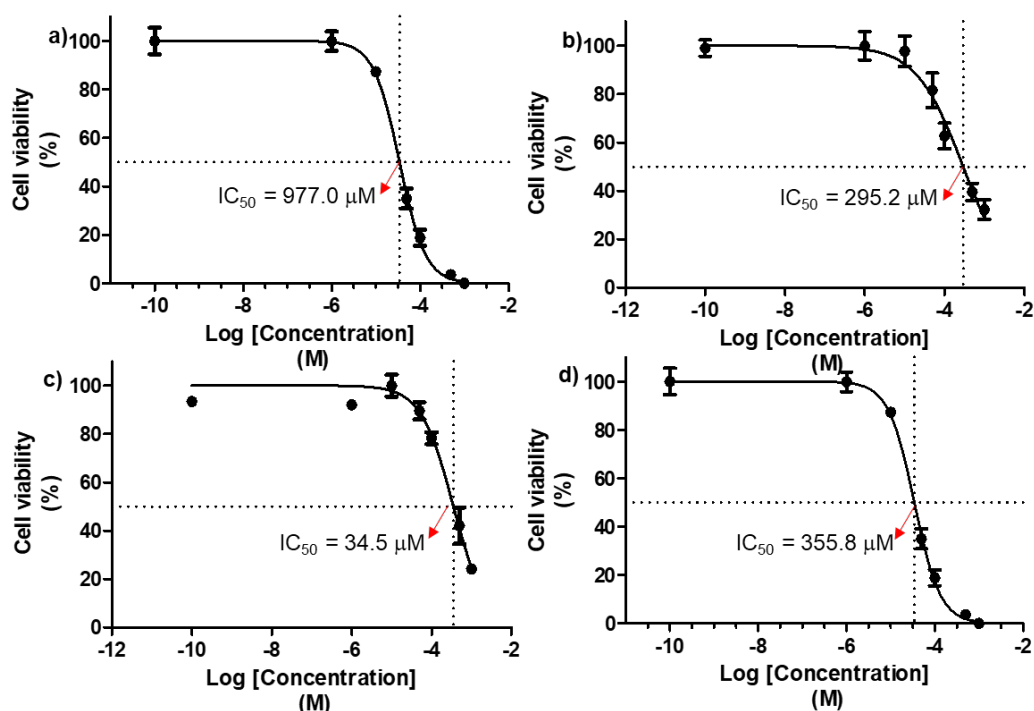 a)
100
80
60
40
20
0
Cell viability
(%)
IC₅₀ = 977.0 μM
-10 -8 -6 -4 -2
Log [Concentration]
(M)
b)
100
80
60
40
20
0
Cell viability
(%)
IC₅₀ = 295.2 μM
-12 -10 -8 -6 -4 -2
Log [Concentration]
(M)
c)
100
80
60
40
20
0
Cell viability
(%)
IC₅₀ = 34.5 μM
-12 -10 -8 -6 -4 -2
Log [Concentration]
(M)
d)
100
80
60
40
20
0
Cell viability
(%)
IC₅₀ = 355.8 μM
-10 -8 -6 -4 -2
Log [Concentration]
(M)